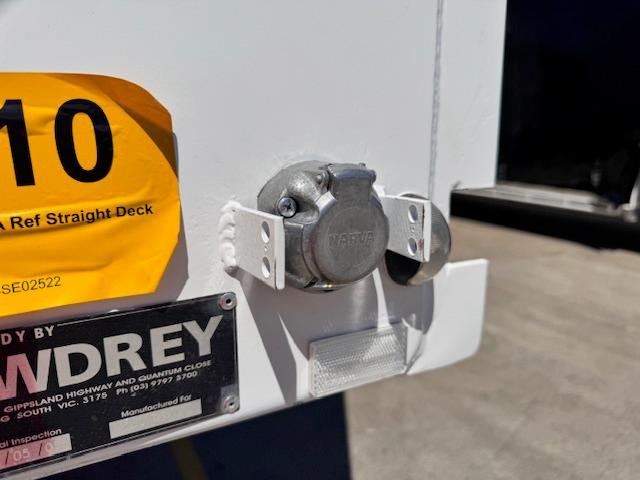 10
A Ref Straight Deck
SE02522
DY BY
WDREY
GIPPSLAND HIGHWAY AND QUANTUM CLOSE
G SOUTH VIC. 3175 Ph (03) 9797 3700
Manufactured For
al Inspection
/05/0
NARVA